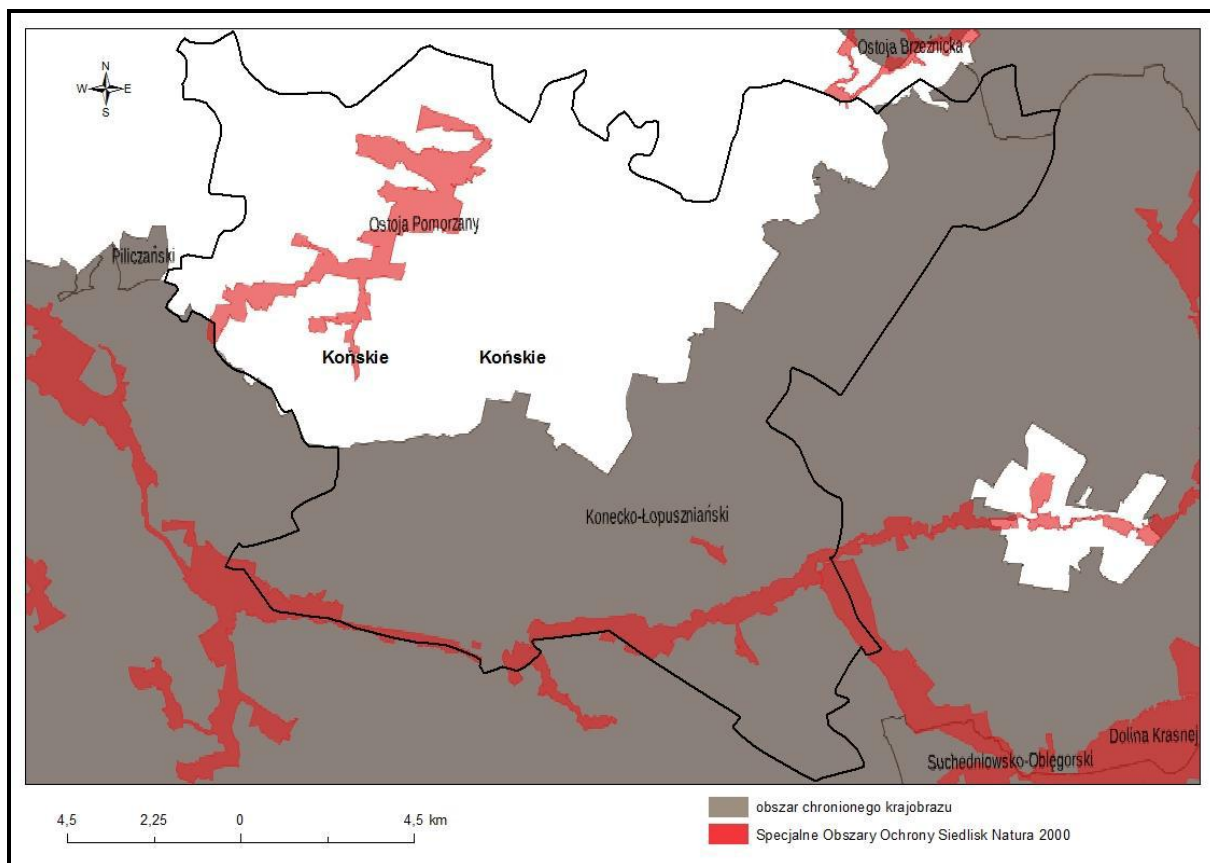 Ostoja Brzeźnicka
N
W E
S
Ostoja Pomorzany
Piliczański
Końskie Końskie
Konecko-Łopuszniański
Dolina Krasnej
Suchedniowsko-Oblęgorski
obszar chronionego krajobrazu
4,5 2,25 0 4,5 km
Specjalne Obszary Ochrony Siedlisk Natura 2000